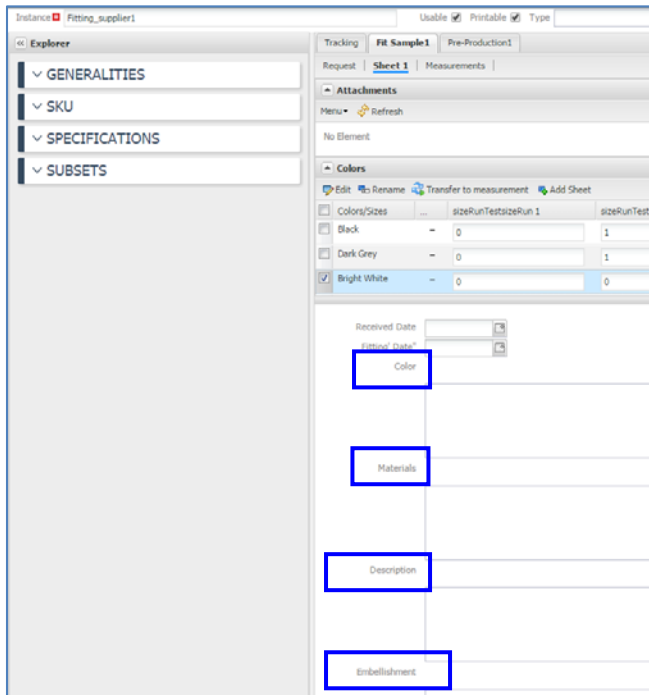 Instance Fitting_supplier1 Usable Printable Type
Explorer
GENERALITIES
SKU
SPECIFICATIONS
SUBSETS
Tracking Fit Sample1 Pre-Production1
Request | Sheet 1 | Measurements |
Attachments
Menu Refresh
No Element
Colors
Edit Rename Transfer to measurement Add Sheet
Colors/Sizes ... sizeRunTestsizeRun 1 sizeRunTest
Black – 0 1
Dark Grey – 0 1
Bright White – 0 0
Received Date
Fitting' Date"
Color
Materials
Description
Embellishment